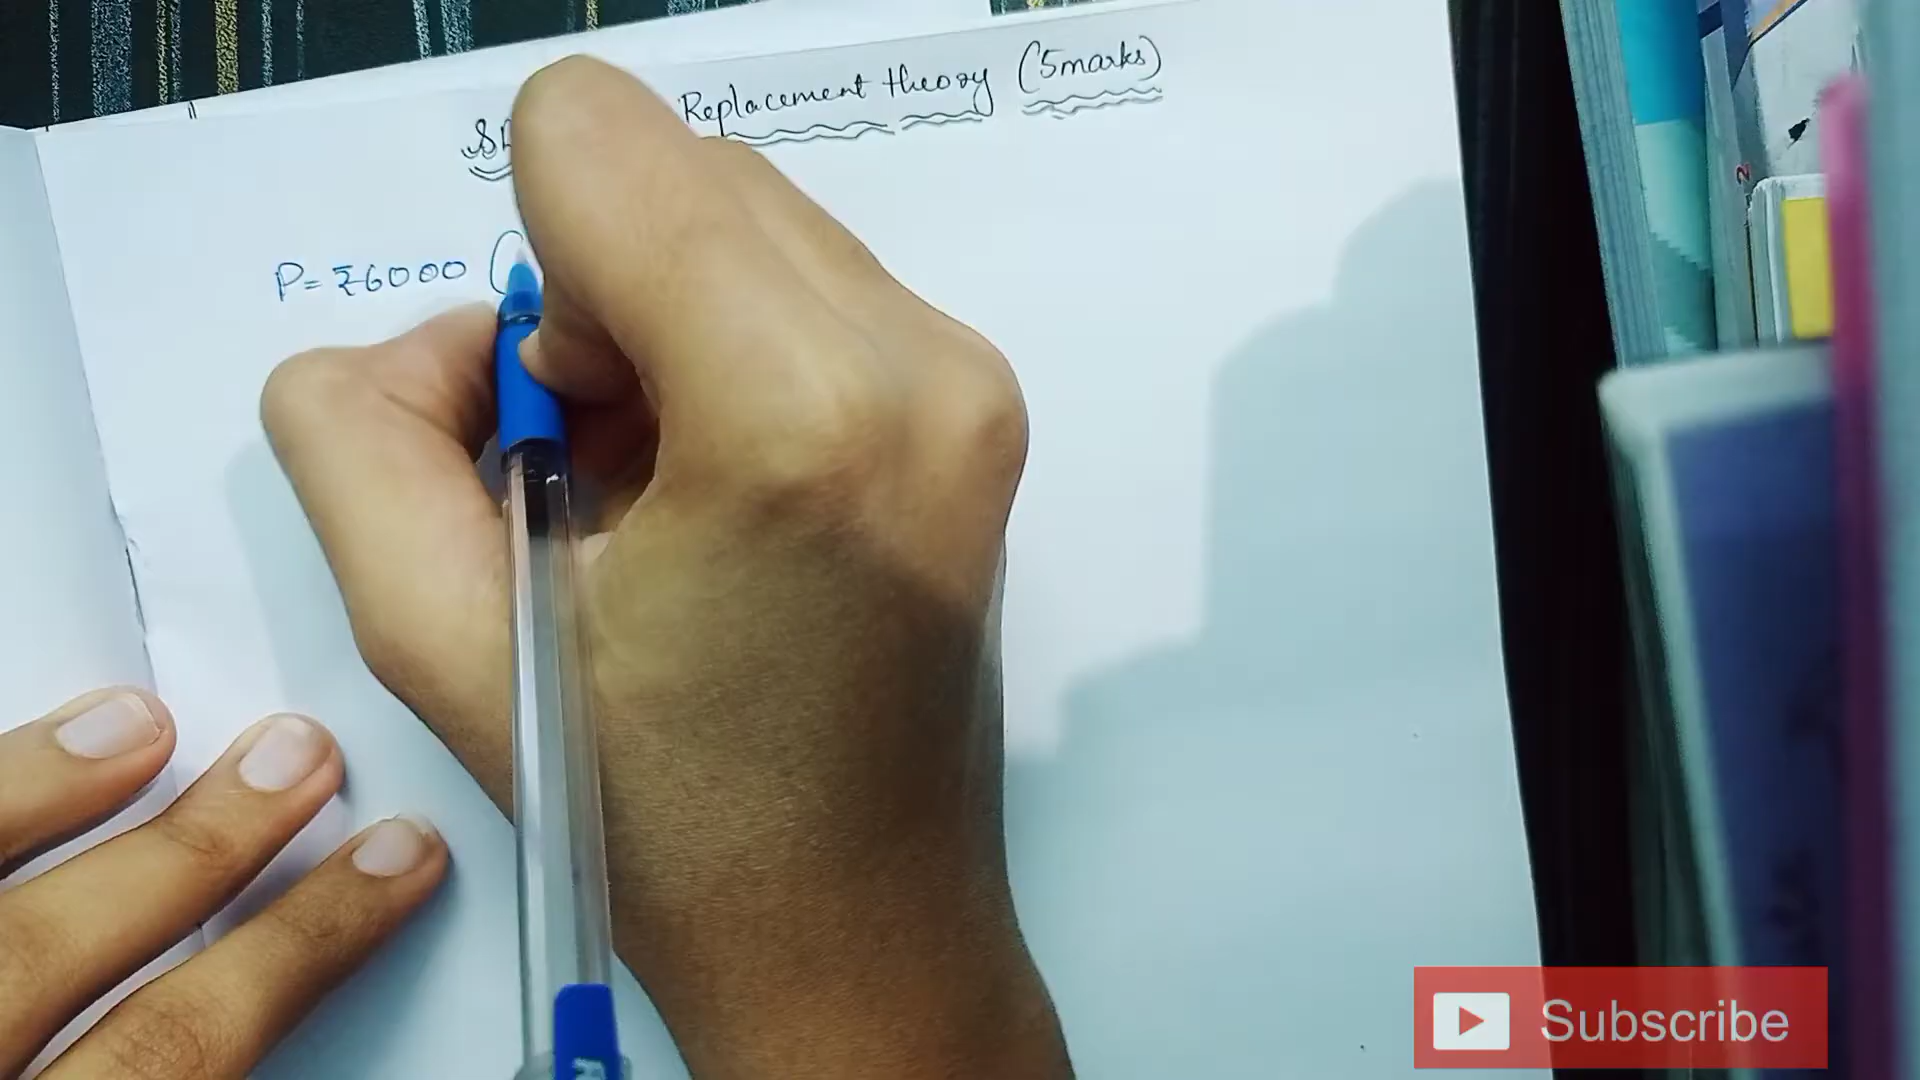 Replacement theory (5marks)
P= ₹6000 (
Subscribe